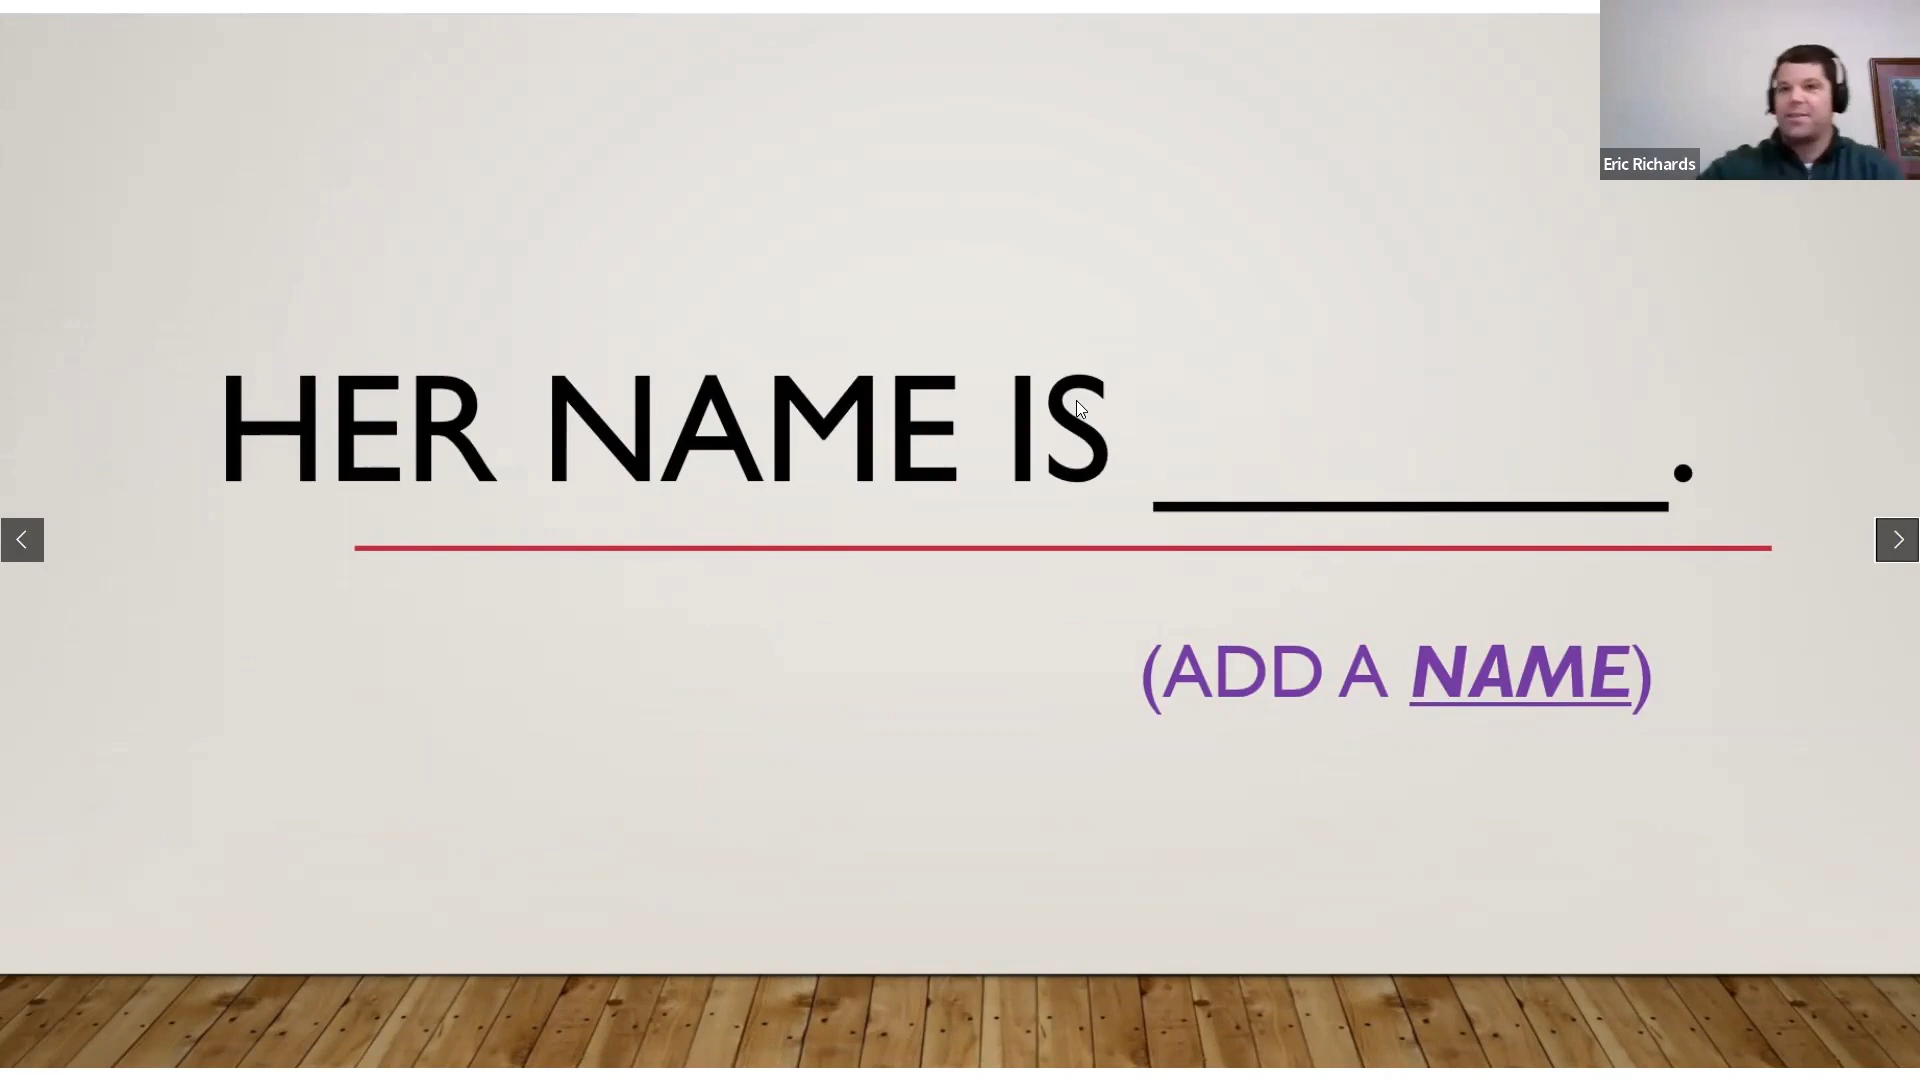 Eric Richards
HER NAME IS ________.
(ADD A NAME)